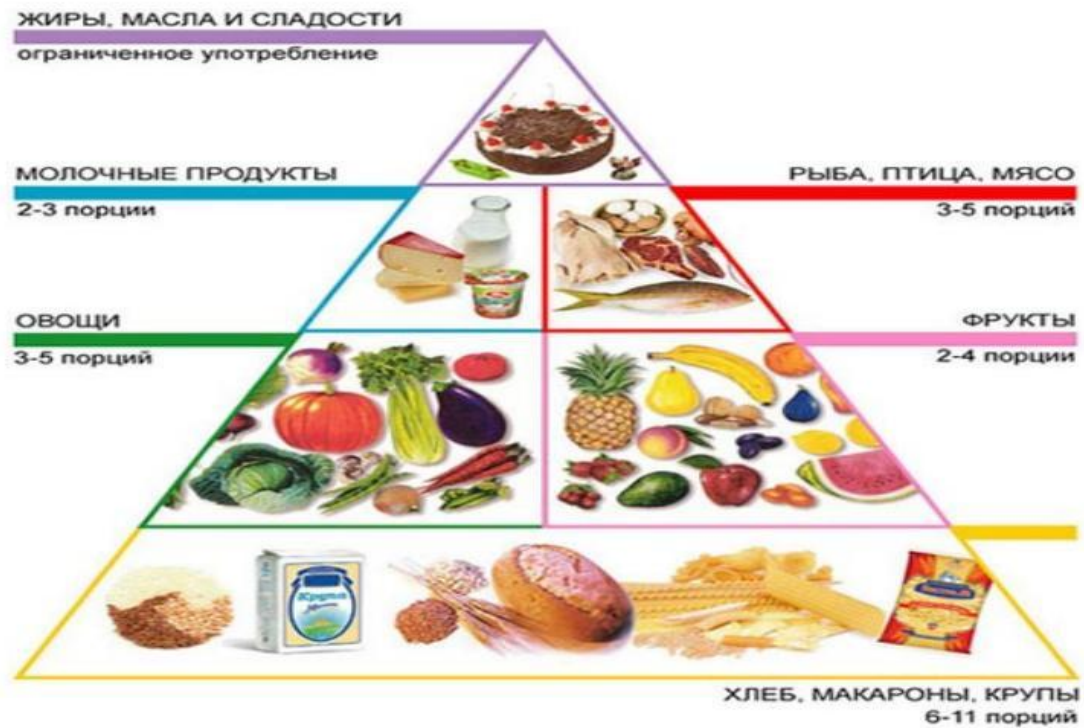 ЖИРЫ, МАСЛА И СЛАДОСТИ
ограниченное употребление
МОЛОЧНЫЕ ПРОДУКТЫ
2-3 порции
РЫБА, ПТИЦА, МЯСО
3-5 порций
ОВОЩИ
3-5 порций
ФРУКТЫ
2-4 порции
Крупа
ХЛЕБ, МАКАРОНЫ, КРУПЫ
6-11 порций